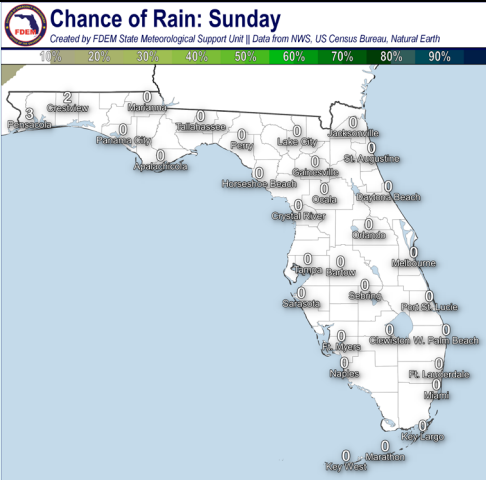 FDEM
Chance of Rain: Sunday
Created by FDEM State Meteorological Support Unit || Data from NWS, US Census Bureau, Natural Earth
10% 20% 30% 40% 50% 60% 70% 80% 90%
2
Crestview
0
Marianna
3
Pensacola
0
Tallahassee
0
Panama City
0
Perry
0
Lake City
0
Jacksonville
0
St. Augustine
0
Apalachicola
0
Gainesville
0
Horseshoe Beach
0
Ocala
0
Daytona Beach
0
Crystal River
0
Orlando
0
Melbourne
0
Tampa
0
Bartow
0
Sebring
0
Sarasota
0
Port St. Lucie
0
Ft. Myers
0
Clewiston
0
W. Palm Beach
0
Naples
0
Ft. Lauderdale
0
Miami
0
Key Largo
0
Marathon
0
Key West